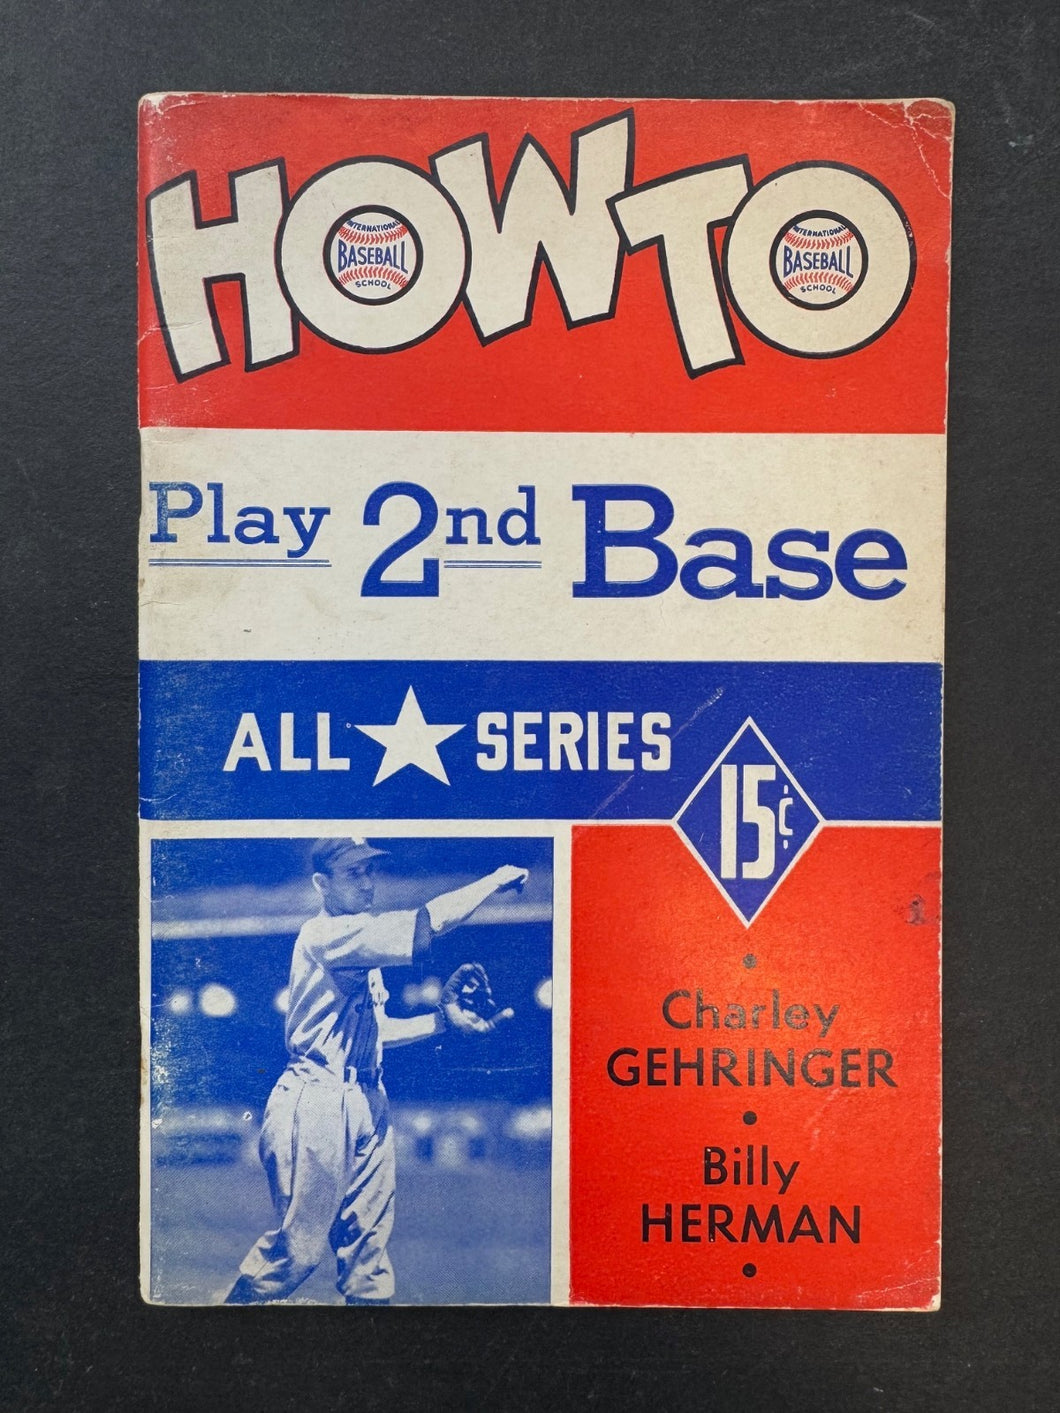 HOW TO
INTERNATIONAL
BASEBALL
SCHOOL
INTERNATIONAL
BASEBALL
SCHOOL
Play 2nd Base
ALL ★ SERIES
15¢
Charley
GEHRINGER
Billy
HERMAN